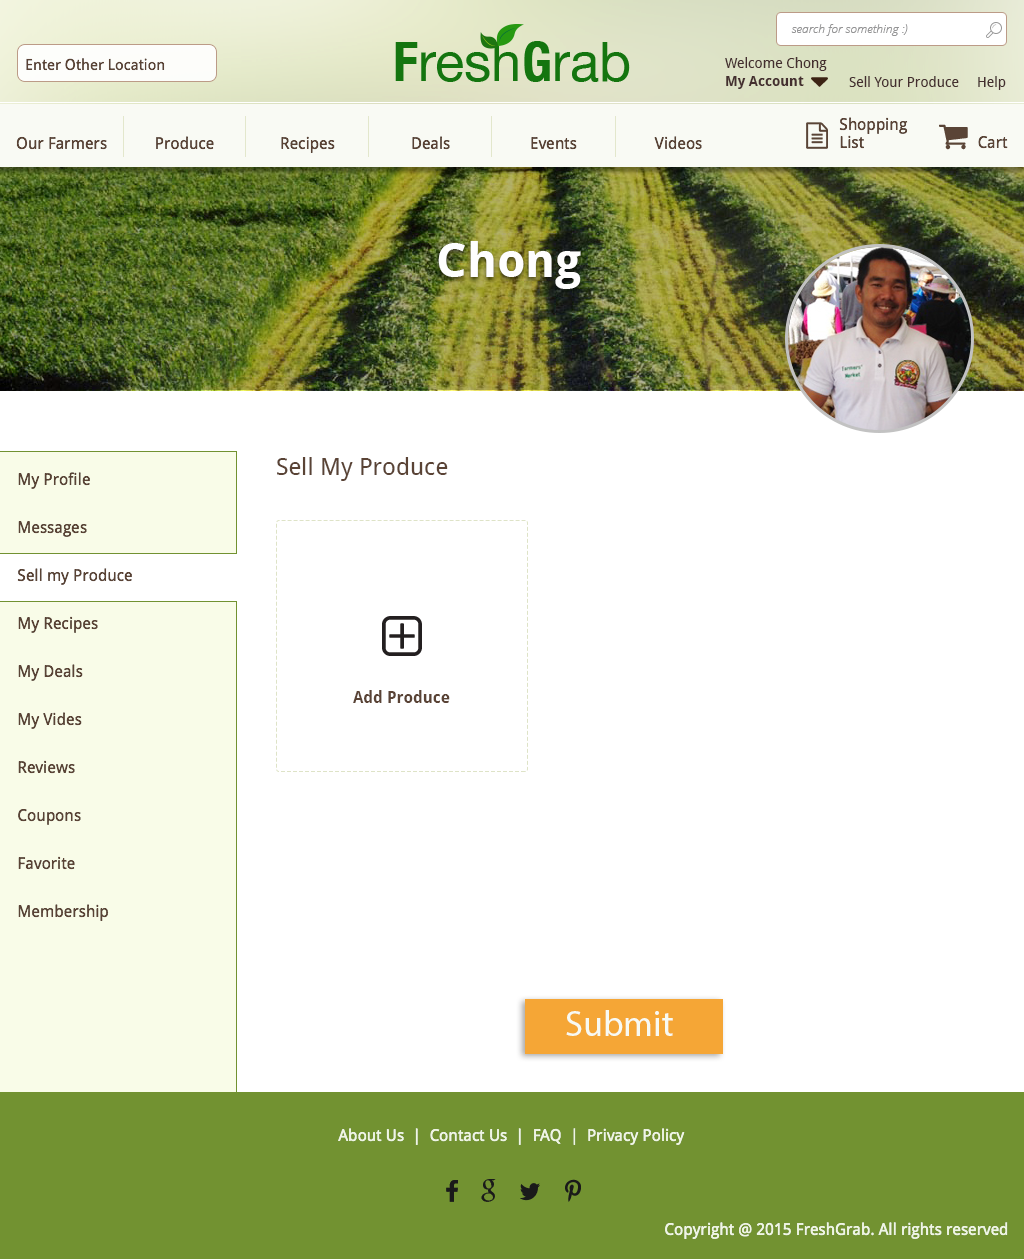 search for something :)
Enter Other Location
FreshGrab
Welcome Chong
My Account
Sell Your Produce
Help
Our Farmers
Produce
Recipes
Deals
Events
Videos
Shopping
List
Cart
Chong
Farmers'
Market
Sell My Produce
My Profile
Messages
Sell my Produce
My Recipes
My Deals
My Vides
Reviews
Coupons
Favorite
Membership
Add Produce
Submit
About Us | Contact Us | FAQ | Privacy Policy
Copyright @ 2015 FreshGrab. All rights reserved